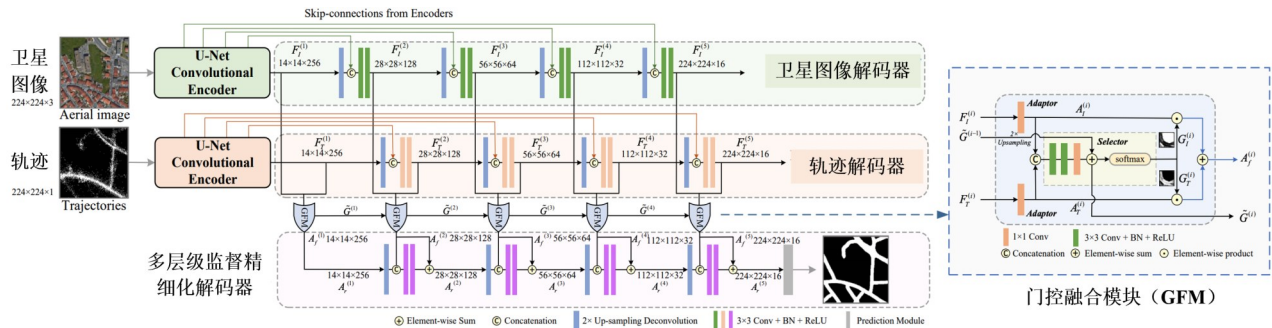 Skip-connections from Encoders
卫星
图像
224×224×3
Aerial image
U-Net
Convolutional
Encoder
F_I^{(1)}
14×14×256
F_I^{(2)}
28×28×128
F_I^{(3)}
56×56×64
F_I^{(4)}
112×112×32
F_I^{(5)}
224×224×16
C
C
C
C
卫星图像解码器
轨迹
224×224×1
Trajectories
U-Net
Convolutional
Encoder
F_T^{(1)}
14×14×256
F_T^{(2)}
28×28×128
F_T^{(3)}
56×56×64
F_T^{(4)}
112×112×32
F_T^{(5)}
224×224×16
C
C
C
C
轨迹解码器
GFM
G̃^{(1)}
GFM
G̃^{(2)}
GFM
G̃^{(3)}
GFM
G̃^{(4)}
GFM
多层级监督精
细化解码器
A_f^{(1)} 14×14×256
A_f^{(2)} 28×28×128
A_f^{(3)} 56×56×64
A_f^{(4)} 112×112×32
A_f^{(5)} 224×224×16
14×14×256
A_r^{(1)}
C
28×28×128
A_r^{(2)}
C
56×56×64
A_r^{(3)}
C
112×112×32
A_r^{(4)}
C
224×224×16
A_r^{(5)}
Element-wise Sum
C Concatenation
2× Up-sampling Deconvolution
3×3 Conv + BN + ReLU
Prediction Module
F_I^{(i)}
Adaptor
A_I^{(i)}
G̃^{(i-1)}
2×
Upsampling
Selector
G_I^{(i)}
C
softmax
A_f^{(i)}
G_T^{(i)}
F_T^{(i)}
A_T^{(i)}
Adaptor
G̃^{(i)}
1×1 Conv
3×3 Conv + BN + ReLU
C Concatenation
Element-wise sum
Element-wise product
门控融合模块（GFM）